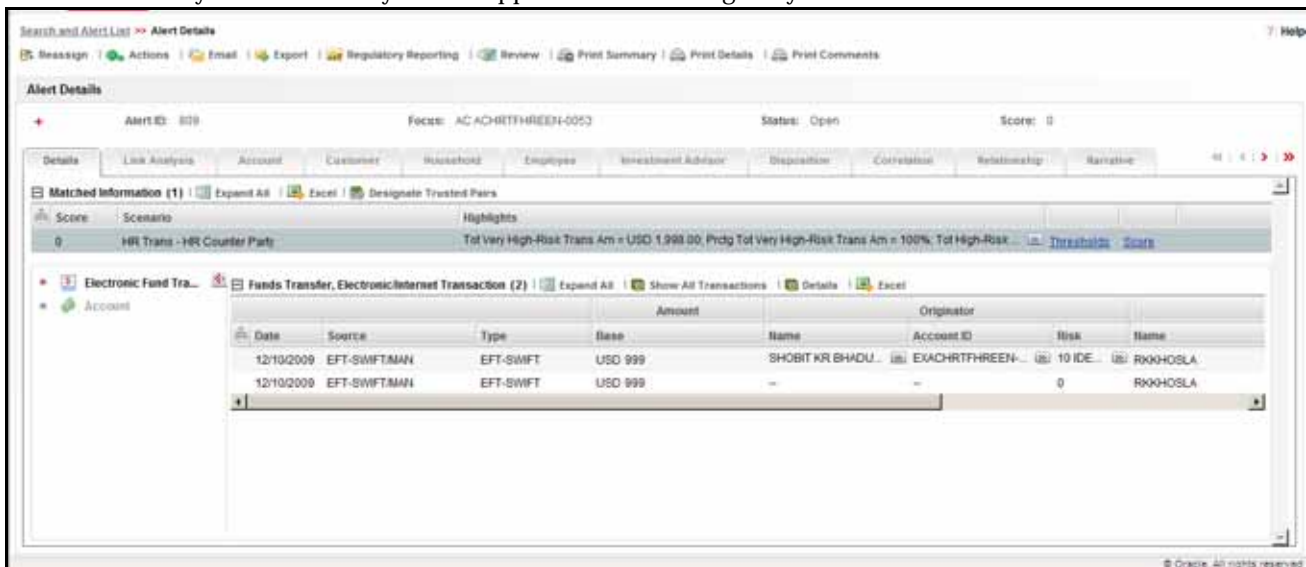 Search and Alert List >> Alert Details
? Help
Reassign | Actions | Email | Export | Regulatory Reporting | Review | Print Summary | Print Details | Print Comments
Alert Details
+ Alert ID: 809 Focus: AC ACHRTFHREEN-0053 Status: Open Score: 0
Details Link Analysis Account Customer Household Employee Investment Advisor Disposition Correlation Relationship Narrative
Matched Information (1) | Expand All | Excel | Designate Trusted Pairs
Score Scenario Highlights
0 HR Trans - HR Counter Party Tot Very High-Risk Trans Am = USD 1,998.00; Prctg Tot Very High-Risk Trans Am = 100%; Tot High-Risk ... Thresholds Score
Electronic Fund Tra...
Account
Funds Transfer, Electronic/Internet Transaction (2) | Expand All | Show All Transactions | Details | Excel
Amount Originator
Date Source Type Base Name Account ID Risk Name
12/10/2009 EFT-SWIFT/MAN EFT-SWIFT USD 999 SHOBIT KR BHADU... EXACHRTFHREEN-... 10 IDE... RKKHOSLA
12/10/2009 EFT-SWIFT/MAN EFT-SWIFT USD 999 -- -- 0 RKKHOSLA
© Oracle. All rights reserved